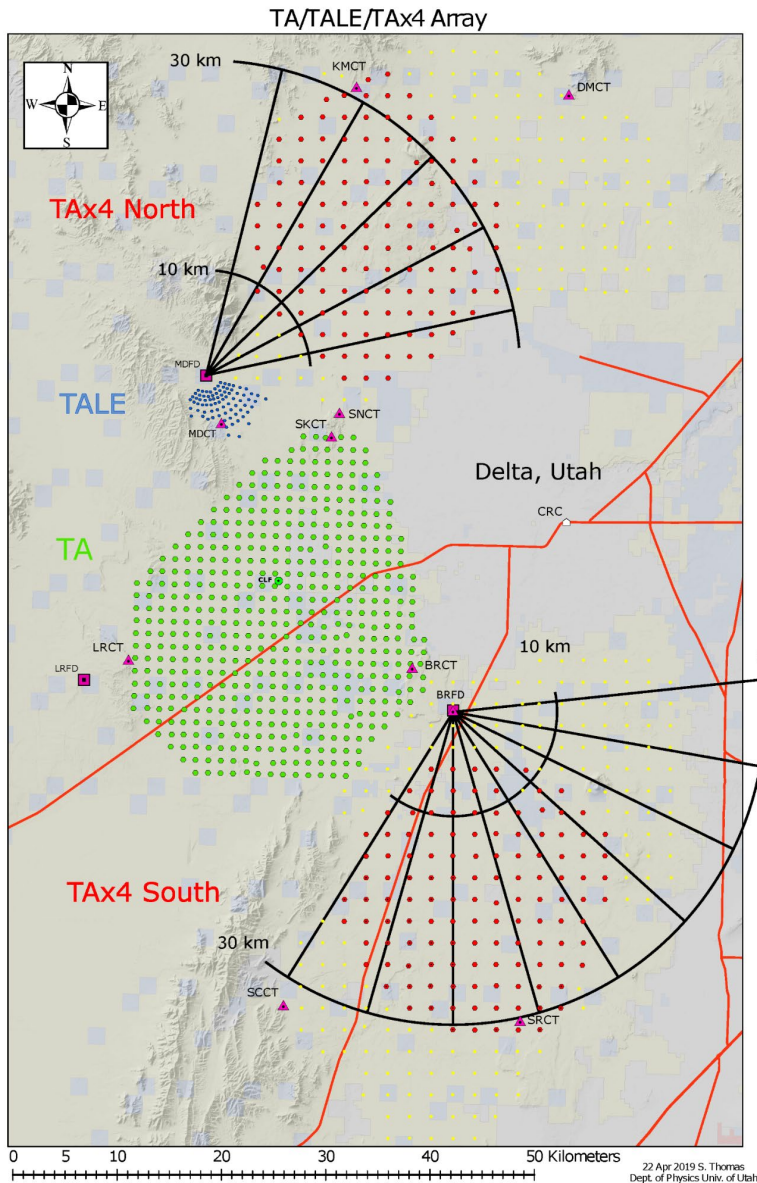 TA/TALE/TAx4 Array
30 km
KMCT
DMCT
N
W
E
S
TAx4 North
10 km
MDFD
TALE
MDCT
SNCT
SKCT
Delta, Utah
CRC
TA
CLF
LRCT
LRFD
BRCT
10 km
BRFD
TAx4 South
30 km
SCCT
SRCT
0 5 10 20 30 40 50 Kilometers
22 Apr 2019 S. Thomas
Dept. of Physics Univ. of Utah